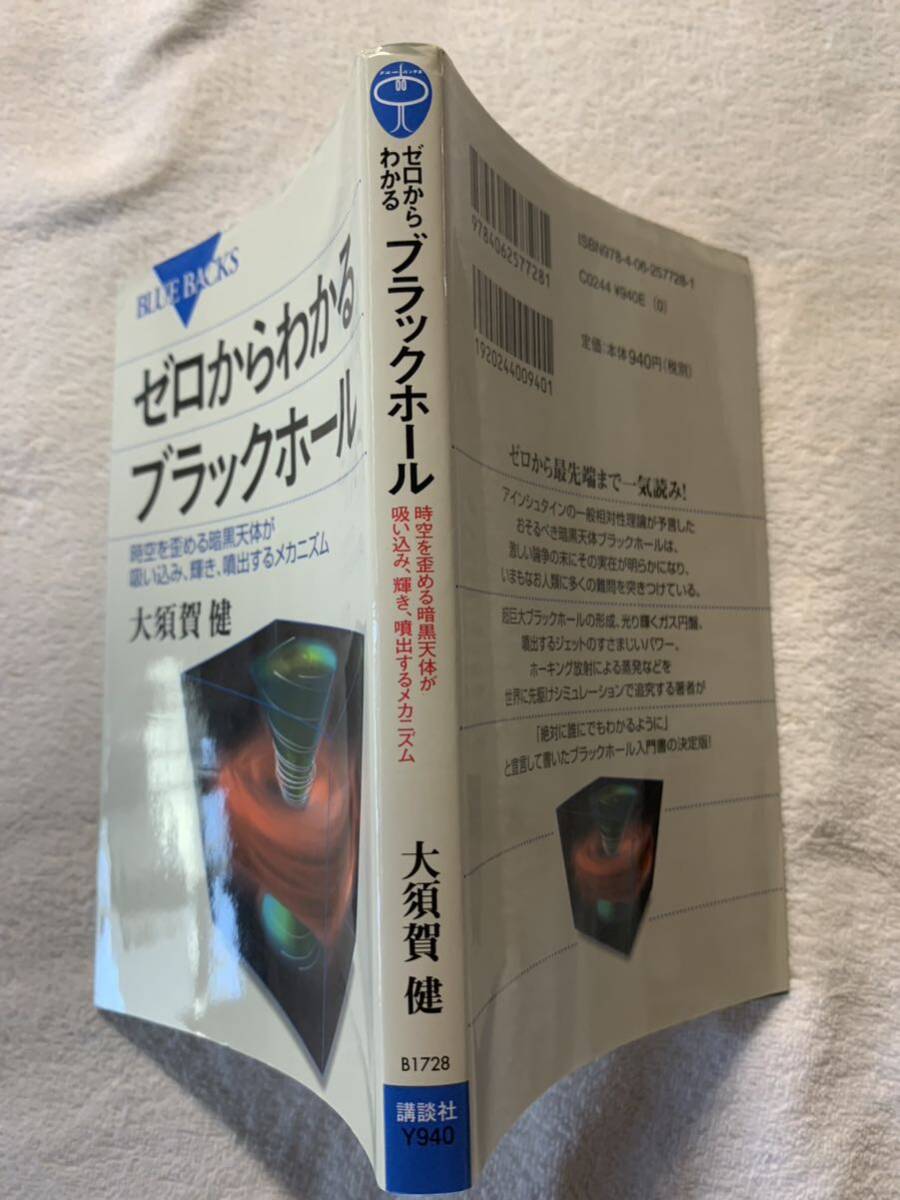 BLUE BACKS
ゼロからわかる
ブラックホール
時空を歪める暗黒天体が
吸い込み、輝き、噴出するメカニズム
大須賀 健
ブルーバックス
ゼロから
わかる
ブラックホール
時空を歪める暗黒天体が
吸い込み、輝き、噴出するメカニズム
大須賀 健
B1728
講談社
Y940
9784062577281
1920244009401
ISBN978-4-06-257728-1
C0244 ¥940E (0)
定価:本体940円(税別)
ゼロから最先端まで一気読み!
アインシュタインの一般相対性理論が予言した
おそるべき暗黒天体ブラックホールは、
激しい論争の末にその実在が明らかになり、
いまもなお人類に多くの難問を突きつけている。
超巨大ブラックホールの形成、光り輝くガス円盤、
噴出するジェットのすさまじいパワー、
ホーキング放射による蒸発などを
世界に先駆けシミュレーションで追究する著者が
「絶対に誰にでもわかるように」
と宣言して書いたブラックホール入門書の決定版!